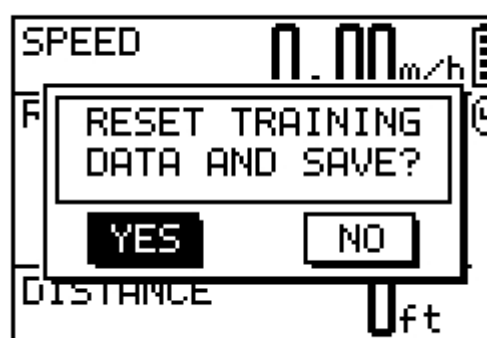 SPEED
0.00m/h
RESET TRAINING
DATA AND SAVE?
YES
NO
DISTANCE
0ft